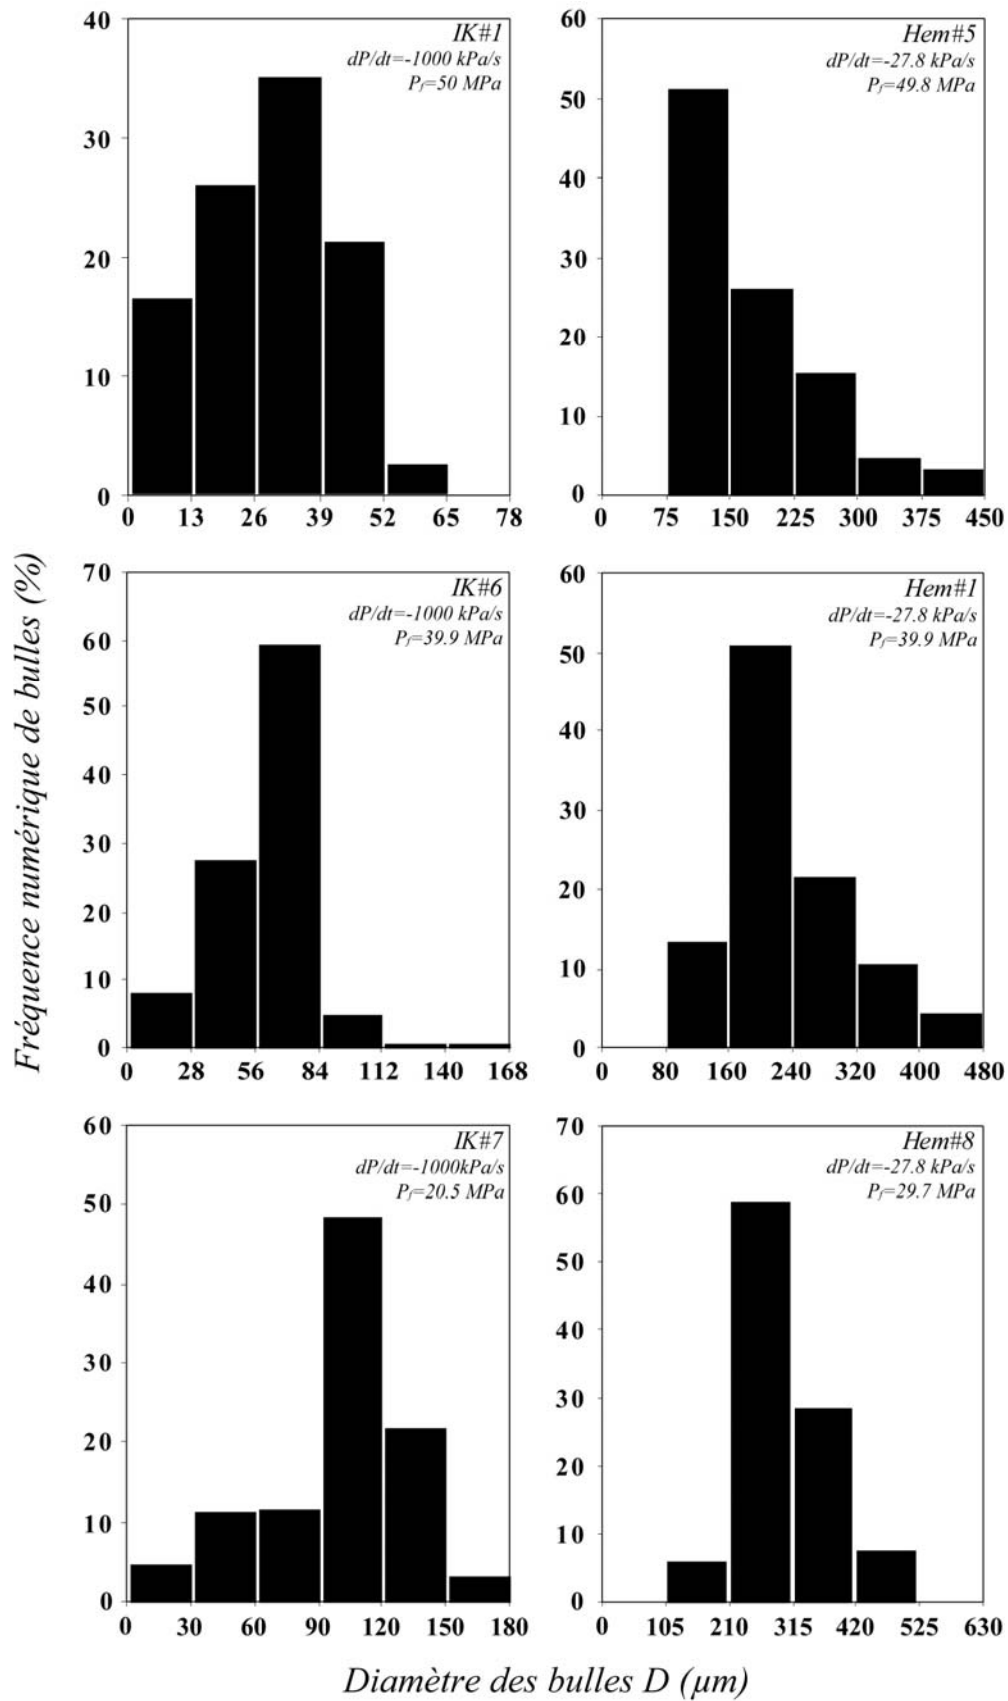 Fréquence numérique de bulles (%)
IK#1
dP/dt=-1000 kPa/s
Pf=50 MPa
40
30
20
10
0
0 13 26 39 52 65 78
Hem#5
dP/dt=-27.8 kPa/s
Pf=49.8 MPa
60
50
40
30
20
10
0
0 75 150 225 300 375 450
IK#6
dP/dt=-1000 kPa/s
Pf=39.9 MPa
70
60
50
40
30
20
10
0
0 28 56 84 112 140 168
Hem#1
dP/dt=-27.8 kPa/s
Pf=39.9 MPa
60
50
40
30
20
10
0
0 80 160 240 320 400 480
IK#7
dP/dt=-1000kPa/s
Pf=20.5 MPa
60
50
40
30
20
10
0
0 30 60 90 120 150 180
Hem#8
dP/dt=-27.8 kPa/s
Pf=29.7 MPa
70
60
50
40
30
20
10
0
0 105 210 315 420 525 630
Diamètre des bulles D (µm)